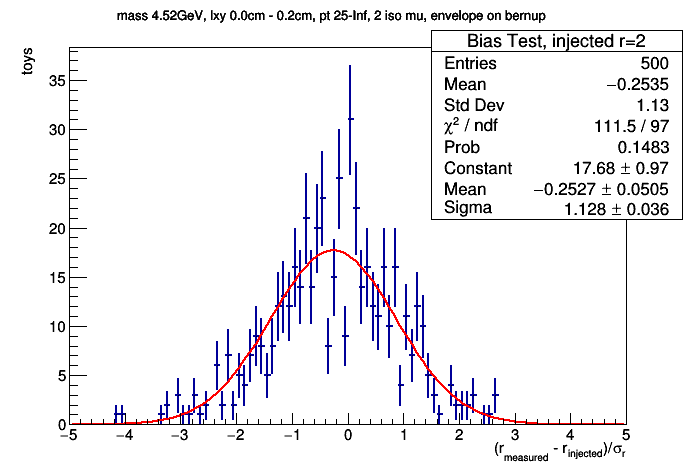 mass 4.52GeV, lxy 0.0cm - 0.2cm, pt 25-Inf, 2 iso mu, envelope on bernup
Bias Test, injected r=2
Entries 500
Mean −0.2535
Std Dev 1.13
χ² / ndf 111.5 / 97
Prob 0.1483
Constant 17.68 ± 0.97
Mean −0.2527 ± 0.0505
Sigma 1.128 ± 0.036
toys
35
30
25
20
15
10
5
0
−5 −4 −3 −2 −1 0 1 2 3 4 5
(r_measured - r_injected)/σ_r